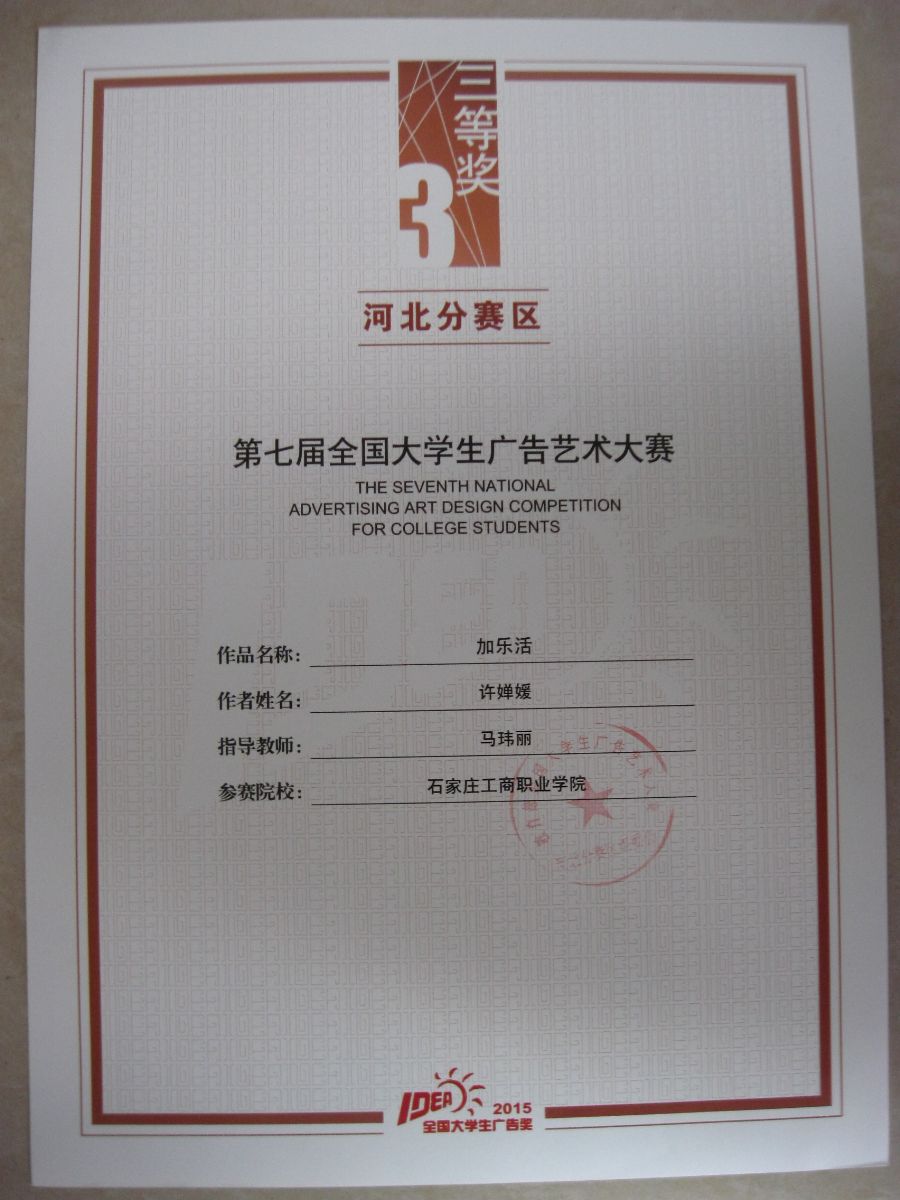 三等奖
3
河北分赛区
第七届全国大学生广告艺术大赛
THE SEVENTH NATIONAL
ADVERTISING ART DESIGN COMPETITION
FOR COLLEGE STUDENTS
作品名称: 加乐活
作者姓名: 许婵媛
指导教师: 马玮丽
参赛院校: 石家庄工商职业学院
IDEA 2015
全国大学生广告奖